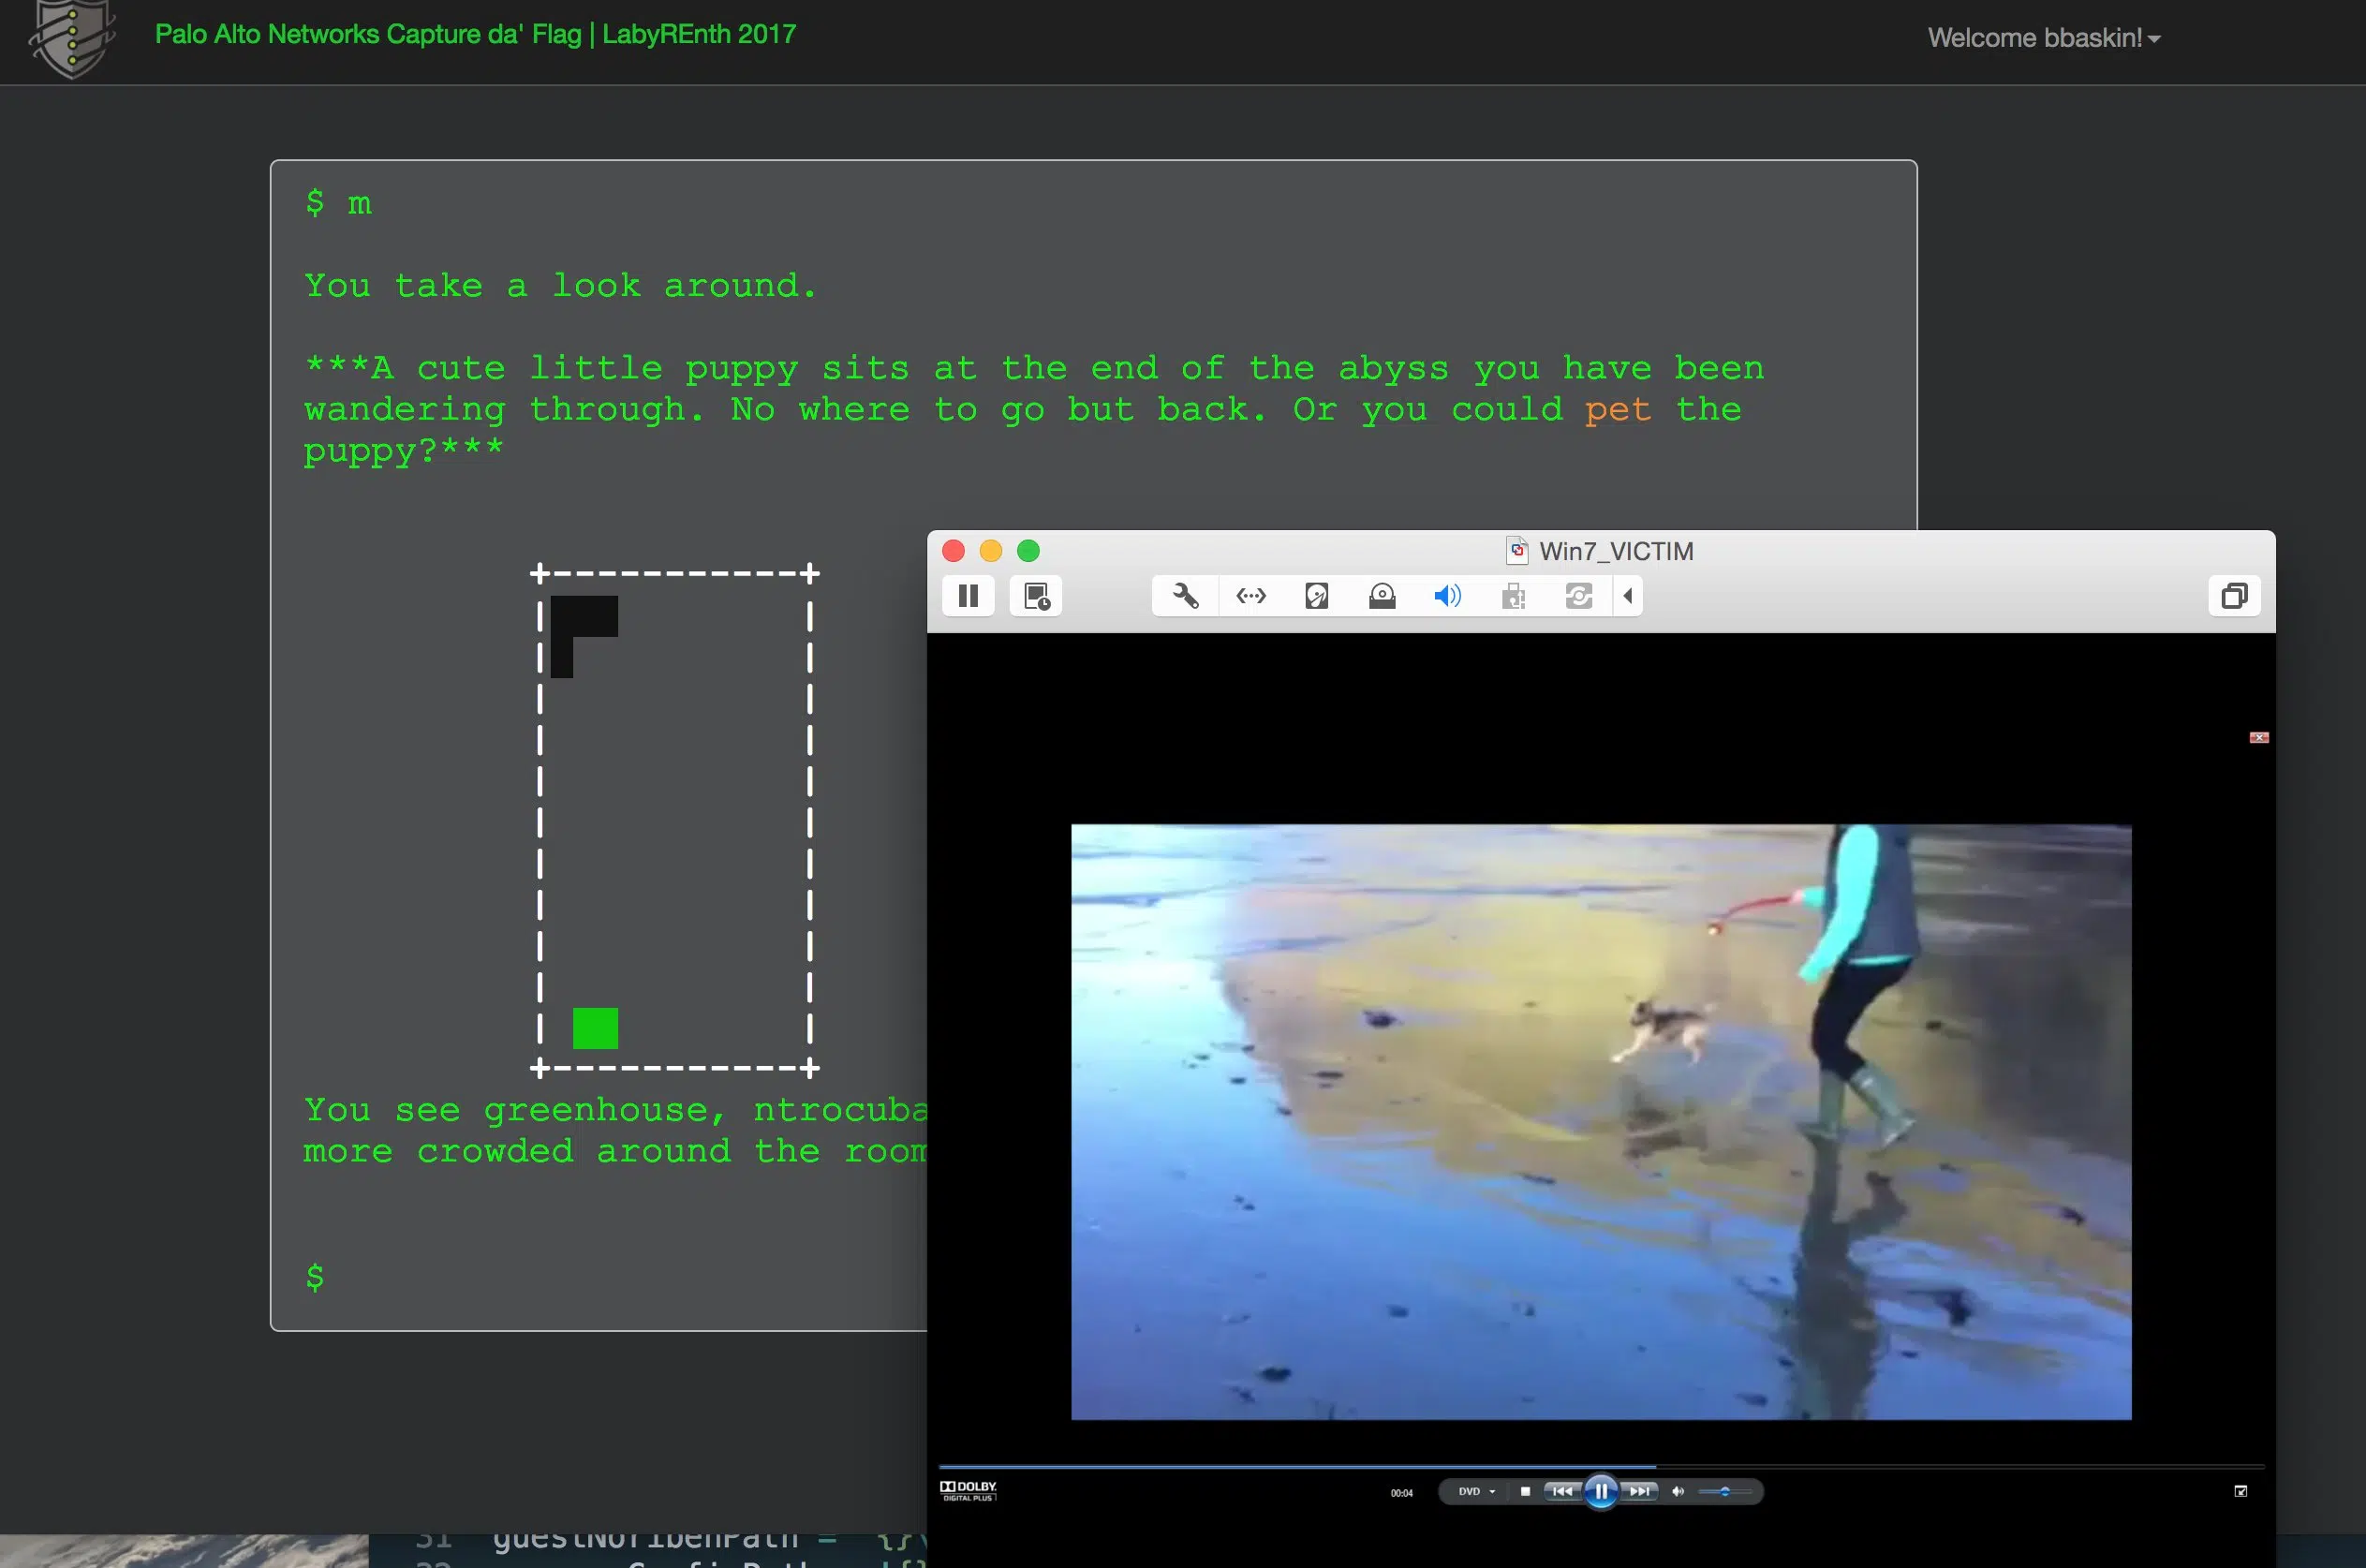 Palo Alto Networks Capture da' Flag | LabyREnth 2017
Welcome bbaskin!
$ m
You take a look around.
***A cute little puppy sits at the end of the abyss you have been
wandering through. No where to go but back. Or you could pet the
puppy?***
Win7_VICTIM
+------------+
+------------+
You see greenhouse, ntrocuba
more crowded around the room
$
DOLBY
DIGITAL PLUS
00:04
DVD
31 guestNoribenPath = '{}\